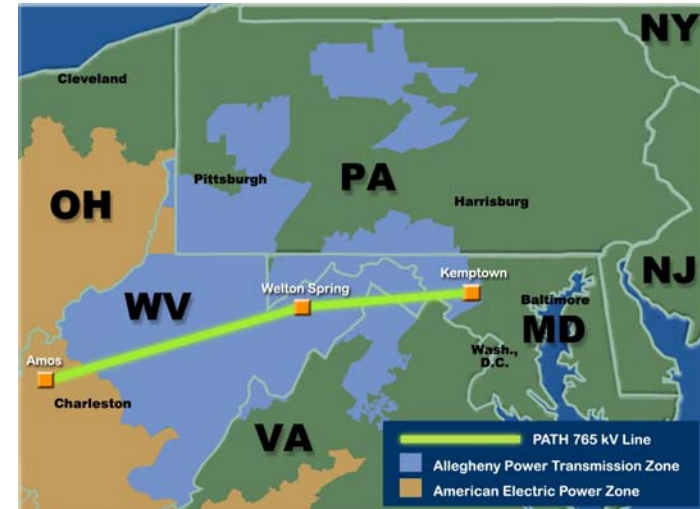 NY
Cleveland
Pittsburgh
PA
OH
Harrisburg
NJ
Kemptown
Welton Spring
WV
Baltimore
MD
Wash.,
D.C.
Amos
Charleston
VA
PATH 765 kV Line
Allegheny Power Transmission Zone
American Electric Power Zone